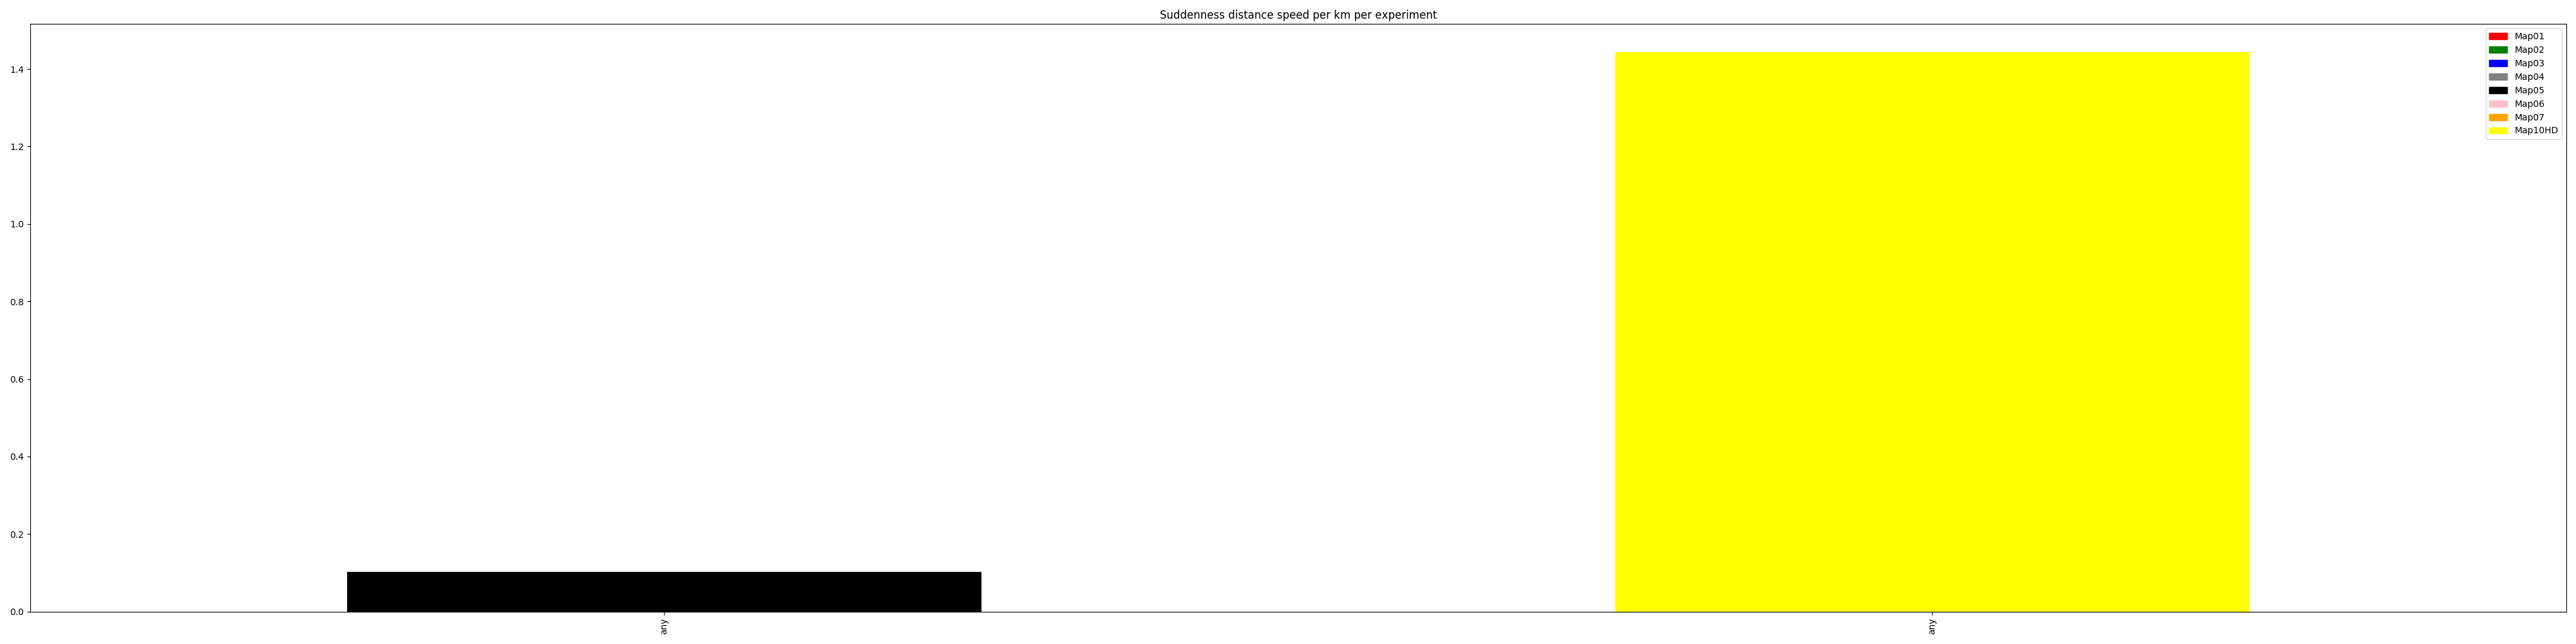 Suddenness distance speed per km per experiment
Map01
Map02
Map03
Map04
Map05
Map06
Map07
Map10HD
1.4
1.2
1.0
0.8
0.6
0.4
0.2
0.0
any
any